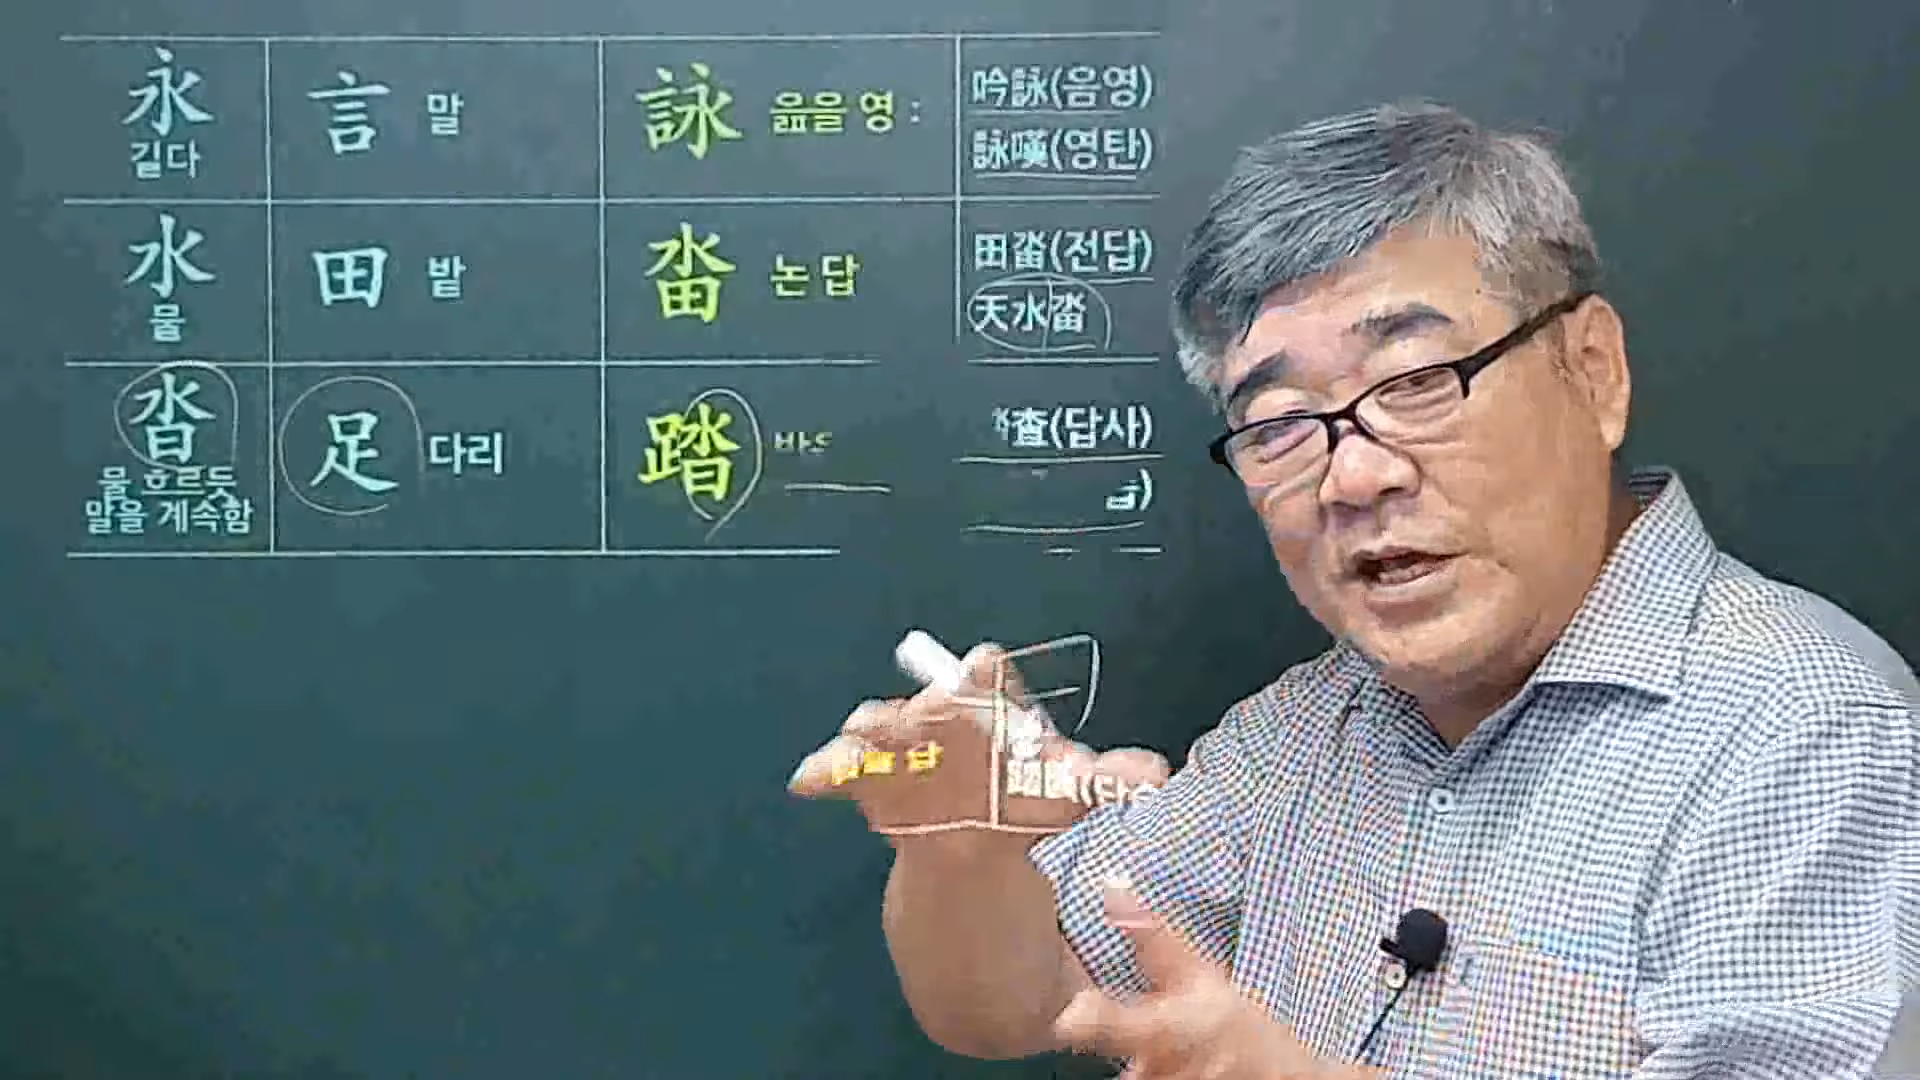 永 길다
言 말
詠 읊을 영 :
吟詠(음영)
詠嘆(영탄)
水 물
田 밭
畓 논 답
田畓(전답)
天水畓
沓 물 흐르듯
말을 계속함
足 다리
踏
査(답사)